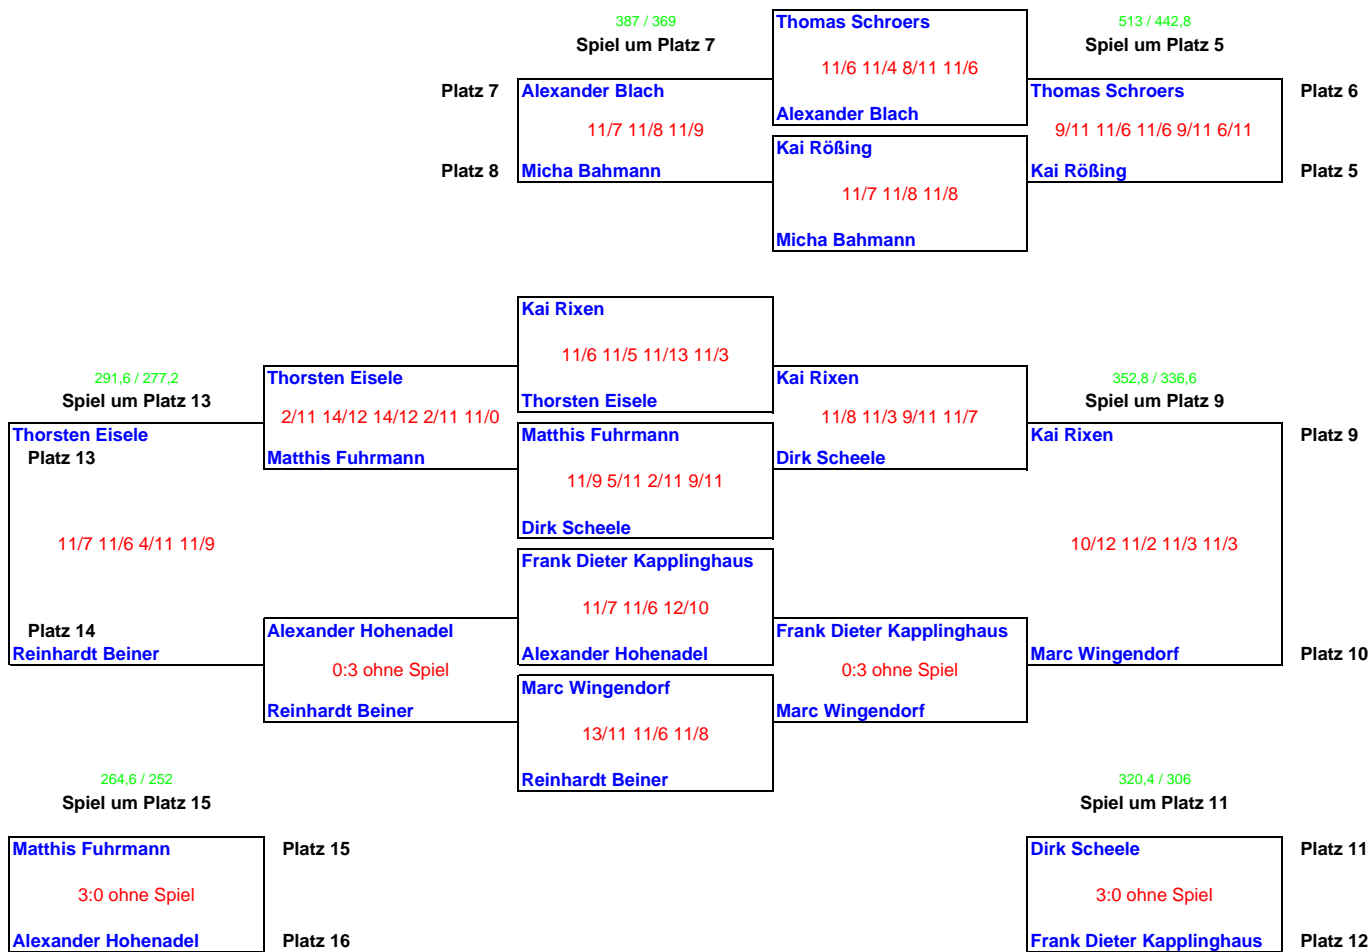 387 / 369
Thomas Schroers
513 / 442,8
Spiel um Platz 7
Spiel um Platz 5
11/6 11/4 8/11 11/6
Platz 7
Alexander Blach
Thomas Schroers
Platz 6
Alexander Blach
11/7 11/8 11/9
9/11 11/6 11/6 9/11 6/11
Kai Rößing
Platz 8
Micha Bahmann
Kai Rößing
Platz 5
11/7 11/8 11/8
Micha Bahmann
Kai Rixen
11/6 11/5 11/13 11/3
291,6 / 277,2
Thorsten Eisele
Kai Rixen
352,8 / 336,6
Spiel um Platz 13
Thorsten Eisele
Spiel um Platz 9
2/11 14/12 14/12 2/11 11/0
11/8 11/3 9/11 11/7
Thorsten Eisele
Matthis Fuhrmann
Kai Rixen
Platz 9
Platz 13
Matthis Fuhrmann
Dirk Scheele
11/9 5/11 2/11 9/11
Dirk Scheele
11/7 11/6 4/11 11/9
10/12 11/2 11/3 11/3
Frank Dieter Kapplinghaus
11/7 11/6 12/10
Platz 14
Alexander Hohenadel
Frank Dieter Kapplinghaus
Reinhardt Beiner
Alexander Hohenadel
Marc Wingendorf
Platz 10
0:3 ohne Spiel
0:3 ohne Spiel
Marc Wingendorf
Reinhardt Beiner
Marc Wingendorf
13/11 11/6 11/8
264,6 / 252
Reinhardt Beiner
320,4 / 306
Spiel um Platz 15
Spiel um Platz 11
Matthis Fuhrmann
Platz 15
Dirk Scheele
Platz 11
3:0 ohne Spiel
3:0 ohne Spiel
Alexander Hohenadel
Platz 16
Frank Dieter Kapplinghaus
Platz 12